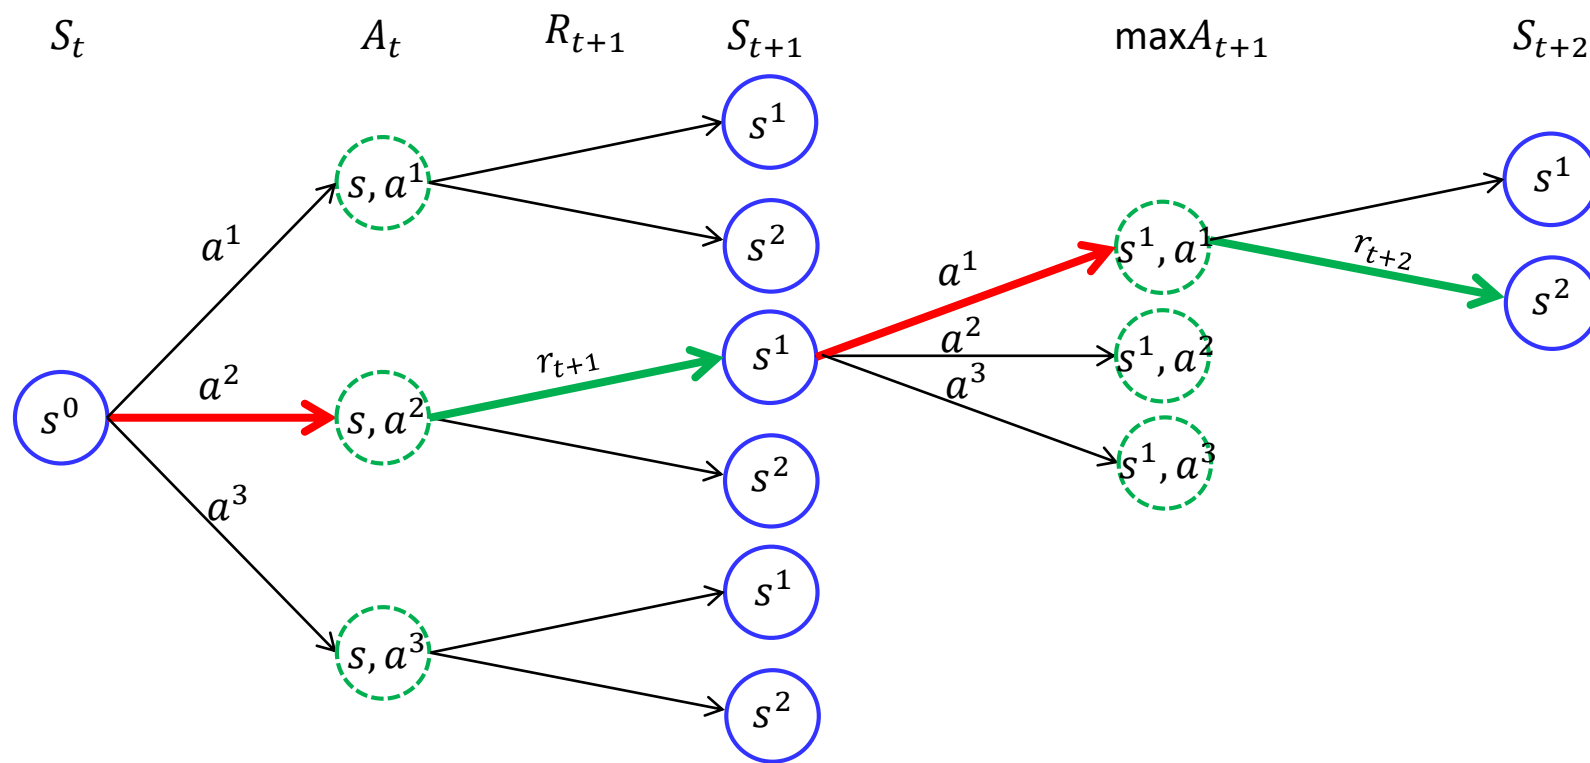 S_t A_t R_{t+1} S_{t+1} maxA_{t+1} S_{t+2}
s^1
s^1
s, a^1
a^1
s^2
s^1, a^1
r_{t+2}
a^1
s^2
r_{t+1}
s^1
a^2
s^1, a^2
a^2
a^3
s^0
s, a^2
s^1, a^3
s^2
a^3
s^1
s, a^3
s^2